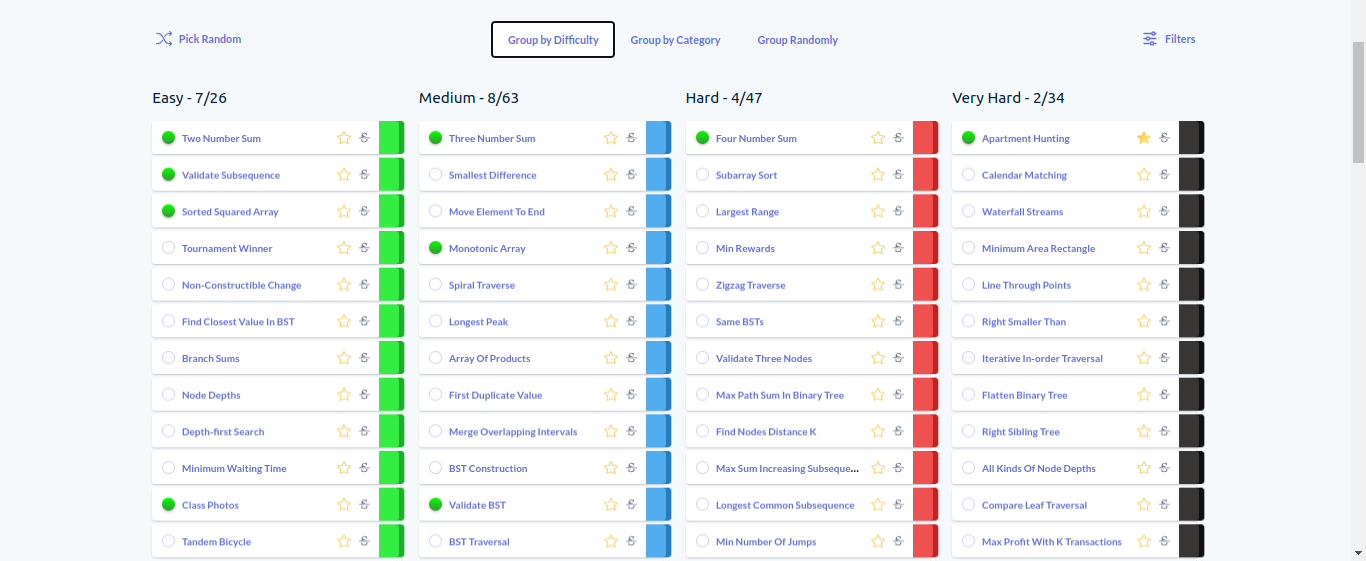 Pick Random
Group by Difficulty
Group by Category
Group Randomly
Filters
Easy - 7/26
Two Number Sum
Validate Subsequence
Sorted Squared Array
Tournament Winner
Non-Constructible Change
Find Closest Value In BST
Branch Sums
Node Depths
Depth-first Search
Minimum Waiting Time
Class Photos
Tandem Bicycle
Medium - 8/63
Three Number Sum
Smallest Difference
Move Element To End
Monotonic Array
Spiral Traverse
Longest Peak
Array Of Products
First Duplicate Value
Merge Overlapping Intervals
BST Construction
Validate BST
BST Traversal
Hard - 4/47
Four Number Sum
Subarray Sort
Largest Range
Min Rewards
Zigzag Traverse
Same BSTs
Validate Three Nodes
Max Path Sum In Binary Tree
Find Nodes Distance K
Max Sum Increasing Subseque...
Longest Common Subsequence
Min Number Of Jumps
Very Hard - 2/34
Apartment Hunting
Calendar Matching
Waterfall Streams
Minimum Area Rectangle
Line Through Points
Right Smaller Than
Iterative In-order Traversal
Flatten Binary Tree
Right Sibling Tree
All Kinds Of Node Depths
Compare Leaf Traversal
Max Profit With K Transactions